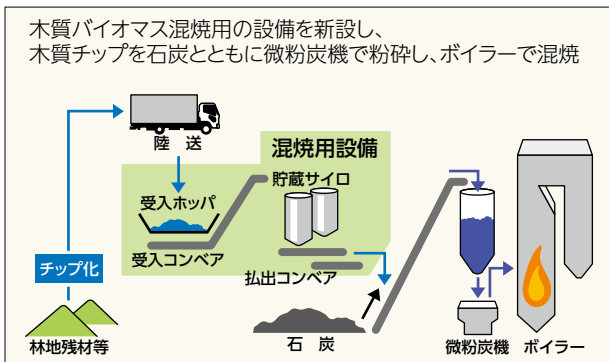 木質バイオマス混焼用の設備を新設し、
木質チップを石炭とともに微粉炭機で粉砕し、ボイラーで混焼
陸 送
混焼用設備
貯蔵サイロ
受入ホッパ
受入コンベア
払出コンベア
チップ化
林地残材等
石 炭
微粉炭機
ボイラー